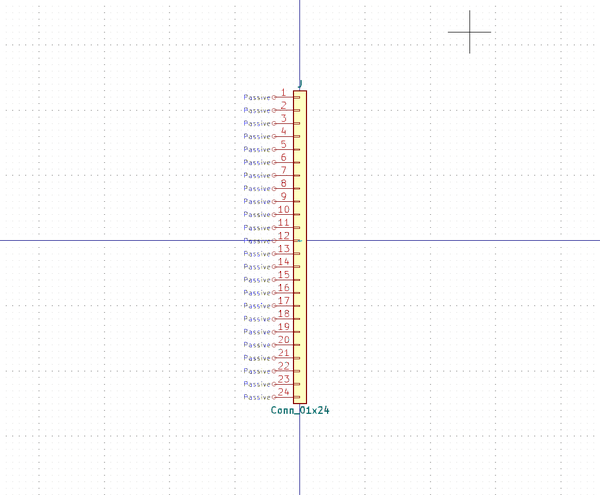 J
Passive 1
Passive 2
Passive 3
Passive 4
Passive 5
Passive 6
Passive 7
Passive 8
Passive 9
Passive 10
Passive 11
Passive 12
Passive 13
Passive 14
Passive 15
Passive 16
Passive 17
Passive 18
Passive 19
Passive 20
Passive 21
Passive 22
Passive 23
Passive 24
Conn_01x24